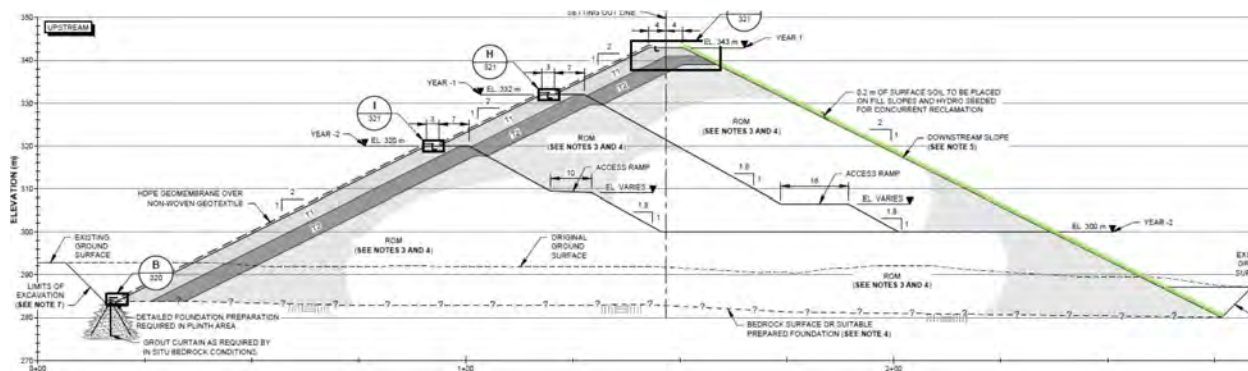 SETTING OUT LINE
UPSTREAM
321
350
340
330
320
310
300
290
280
270
ELEVATION (m)
4
4
EL. 343 m
YEAR 1
2
1
H
321
3
7
YEAR -1
EL. 332 m
2
1
I
321
3
7
YEAR -2
EL. 320 m
T1
T2
T1
T2
T1
T2
0.2 m OF SURFACE SOIL TO BE PLACED
ON FILL SLOPES AND HYDRO SEEDED
FOR CONCURRENT RECLAMATION
2
1
DOWNSTREAM SLOPE
(SEE NOTE 5)
ROM
(SEE NOTES 3 AND 4)
ROM
(SEE NOTES 3 AND 4)
10
ACCESS RAMP
EL. VARIES
1.8
1
1.8
1
16
ACCESS RAMP
EL. VARIES
1.8
1
EL. 300 m
YEAR -2
HDPE GEOMEMBRANE OVER
NON-WOVEN GEOTEXTILE
2
1
EXISTING
GROUND
SURFACE
B
320
LIMITS OF
EXCAVATION
(SEE NOTE 7)
ROM
(SEE NOTES 3 AND 4)
ORIGINAL
GROUND
SURFACE
ROM
(SEE NOTES 3 AND 4)
DETAILED FOUNDATION PREPARATION
REQUIRED IN PLINTH AREA
GROUT CURTAIN AS REQUIRED BY
IN SITU BEDROCK CONDITIONS
BEDROCK SURFACE OR SUITABLE
PREPARED FOUNDATION (SEE NOTE 4)
0+00
1+00
2+00